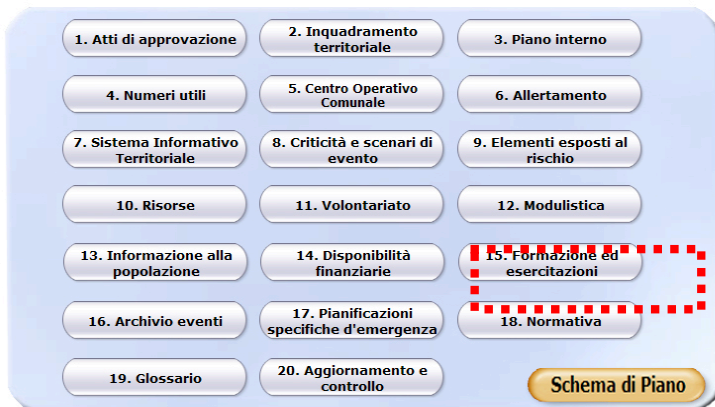 1. Atti di approvazione
2. Inquadramento
territoriale
3. Piano interno
4. Numeri utili
5. Centro Operativo
Comunale
6. Allertamento
7. Sistema Informativo
Territoriale
8. Criticità e scenari di
evento
9. Elementi esposti al
rischio
10. Risorse
11. Volontariato
12. Modulistica
13. Informazione alla
popolazione
14. Disponibilità
finanziarie
15. Formazione ed
esercitazioni
16. Archivio eventi
17. Pianificazioni
specifiche d'emergenza
18. Normativa
19. Glossario
20. Aggiornamento e
controllo
Schema di Piano